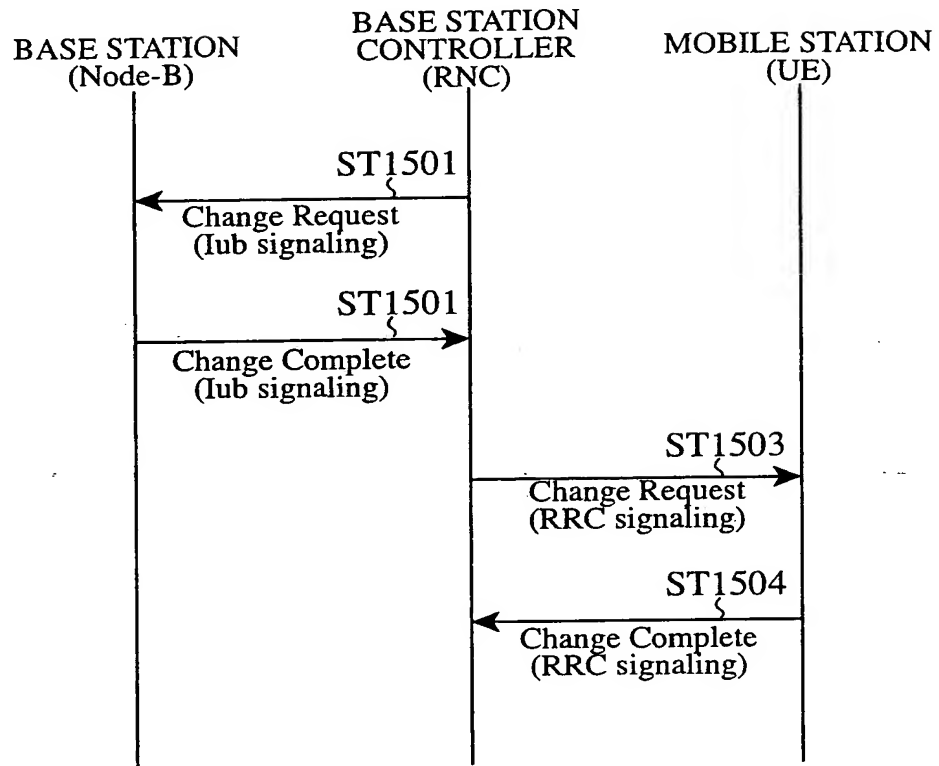 BASE STATION
(Node-B)
BASE STATION
CONTROLLER
(RNC)
MOBILE STATION
(UE)
ST1501
Change Request
(Iub signaling)
ST1501
Change Complete
(Iub signaling)
ST1503
Change Request
(RRC signaling)
ST1504
Change Complete
(RRC signaling)